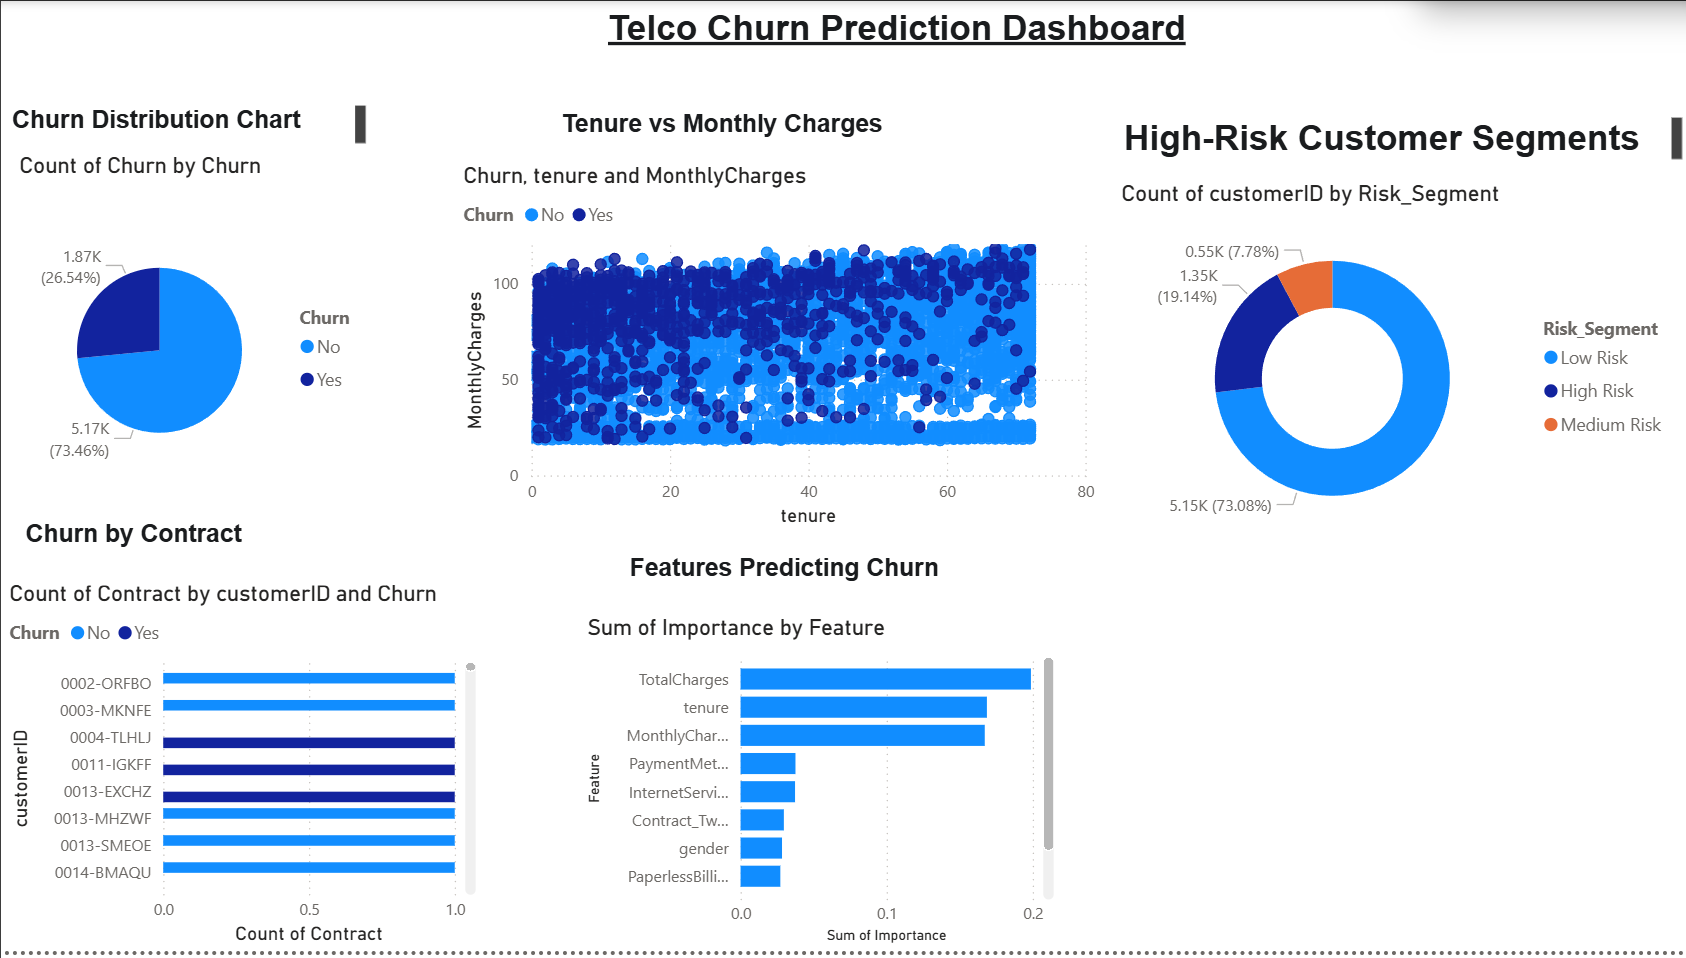 Telco Churn Prediction Dashboard
Churn Distribution Chart
Count of Churn by Churn
1.87K
(26.54%)
5.17K
(73.46%)
Churn
No
Yes
Tenure vs Monthly Charges
Churn, tenure and MonthlyCharges
Churn No Yes
MonthlyCharges
100
50
0
0 20 40 60 80
tenure
High-Risk Customer Segments
Count of customerID by Risk_Segment
0.55K (7.78%)
1.35K
(19.14%)
5.15K (73.08%)
Risk_Segment
Low Risk
High Risk
Medium Risk
Churn by Contract
Count of Contract by customerID and Churn
Churn No Yes
customerID
0002-ORFBO
0003-MKNFE
0004-TLHLJ
0011-IGKFF
0013-EXCHZ
0013-MHZWF
0013-SMEOE
0014-BMAQU
0.0 0.5 1.0
Count of Contract
Features Predicting Churn
Sum of Importance by Feature
Feature
TotalCharges
tenure
MonthlyChar...
PaymentMet...
InternetServi...
Contract_Tw...
gender
PaperlessBilli...
0.0 0.1 0.2
Sum of Importance